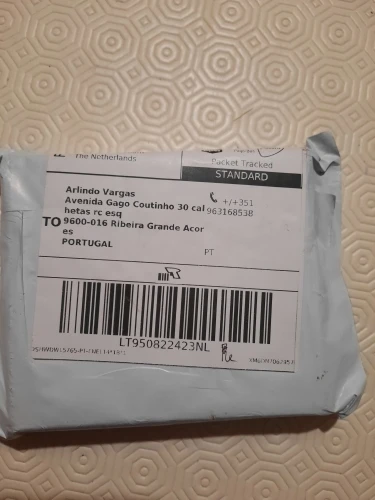 The Netherlands
Packet Tracked
STANDARD
Arlindo Vargas
Avenida Gago Coutinho 30 cal
hetas rc esq
TO 9600-016 Ribeira Grande Acor
es
PORTUGAL
+/+351
963168538
PT
LT950822423NL